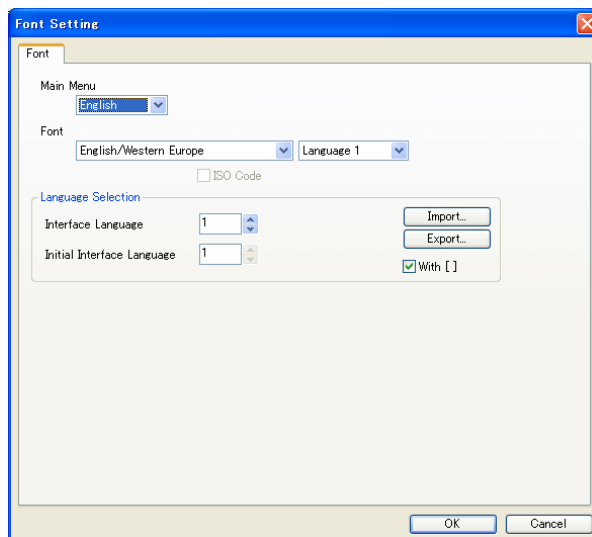 Font Setting
Font
Main Menu
English
Font
English/Western Europe Language 1
ISO Code
Language Selection
Interface Language 1 Import...
Export...
Initial Interface Language 1
With [ ]
OK Cancel